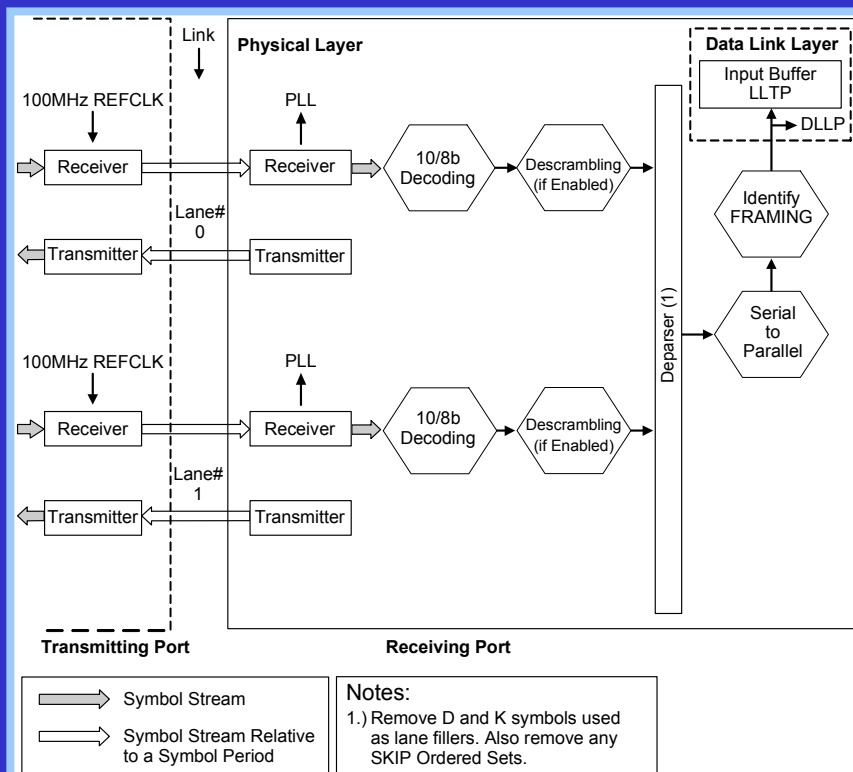 Link
Physical Layer
Data Link Layer
Input Buffer
LLTP
DLLP
100MHz REFCLK
PLL
Receiver
Receiver
10/8b
Decoding
Descrambling
(if Enabled)
Identify
FRAMING
Lane#
0
Transmitter
Transmitter
Deparser (1)
Serial
to
Parallel
100MHz REFCLK
PLL
Receiver
Receiver
10/8b
Decoding
Descrambling
(if Enabled)
Lane#
1
Transmitter
Transmitter
Transmitting Port
Receiving Port
Symbol Stream
Symbol Stream Relative
to a Symbol Period
Notes:
1.) Remove D and K symbols used
as lane fillers. Also remove any
SKIP Ordered Sets.